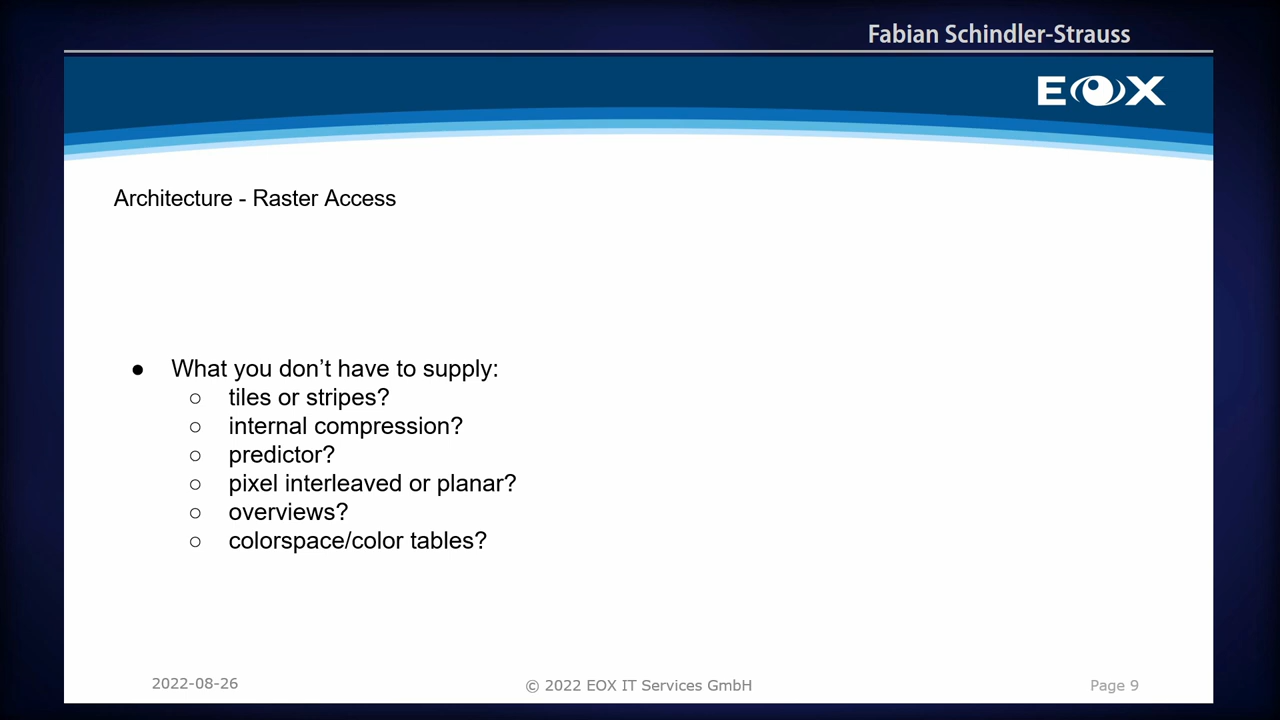 Fabian Schindler-Strauss
EOX
Architecture - Raster Access
● What you don’t have to supply:
○ tiles or stripes?
○ internal compression?
○ predictor?
○ pixel interleaved or planar?
○ overviews?
○ colorspace/color tables?
2022-08-26
© 2022 EOX IT Services GmbH
Page 9